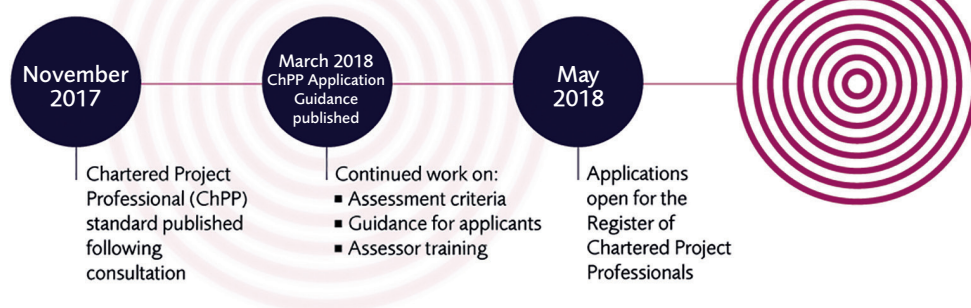 November
2017
March 2018
ChPP Application
Guidance
published
May
2018
Chartered Project
Professional (ChPP)
standard published
following
consultation
Continued work on:
▪ Assessment criteria
▪ Guidance for applicants
▪ Assessor training
Applications
open for the
Register of
Chartered Project
Professionals